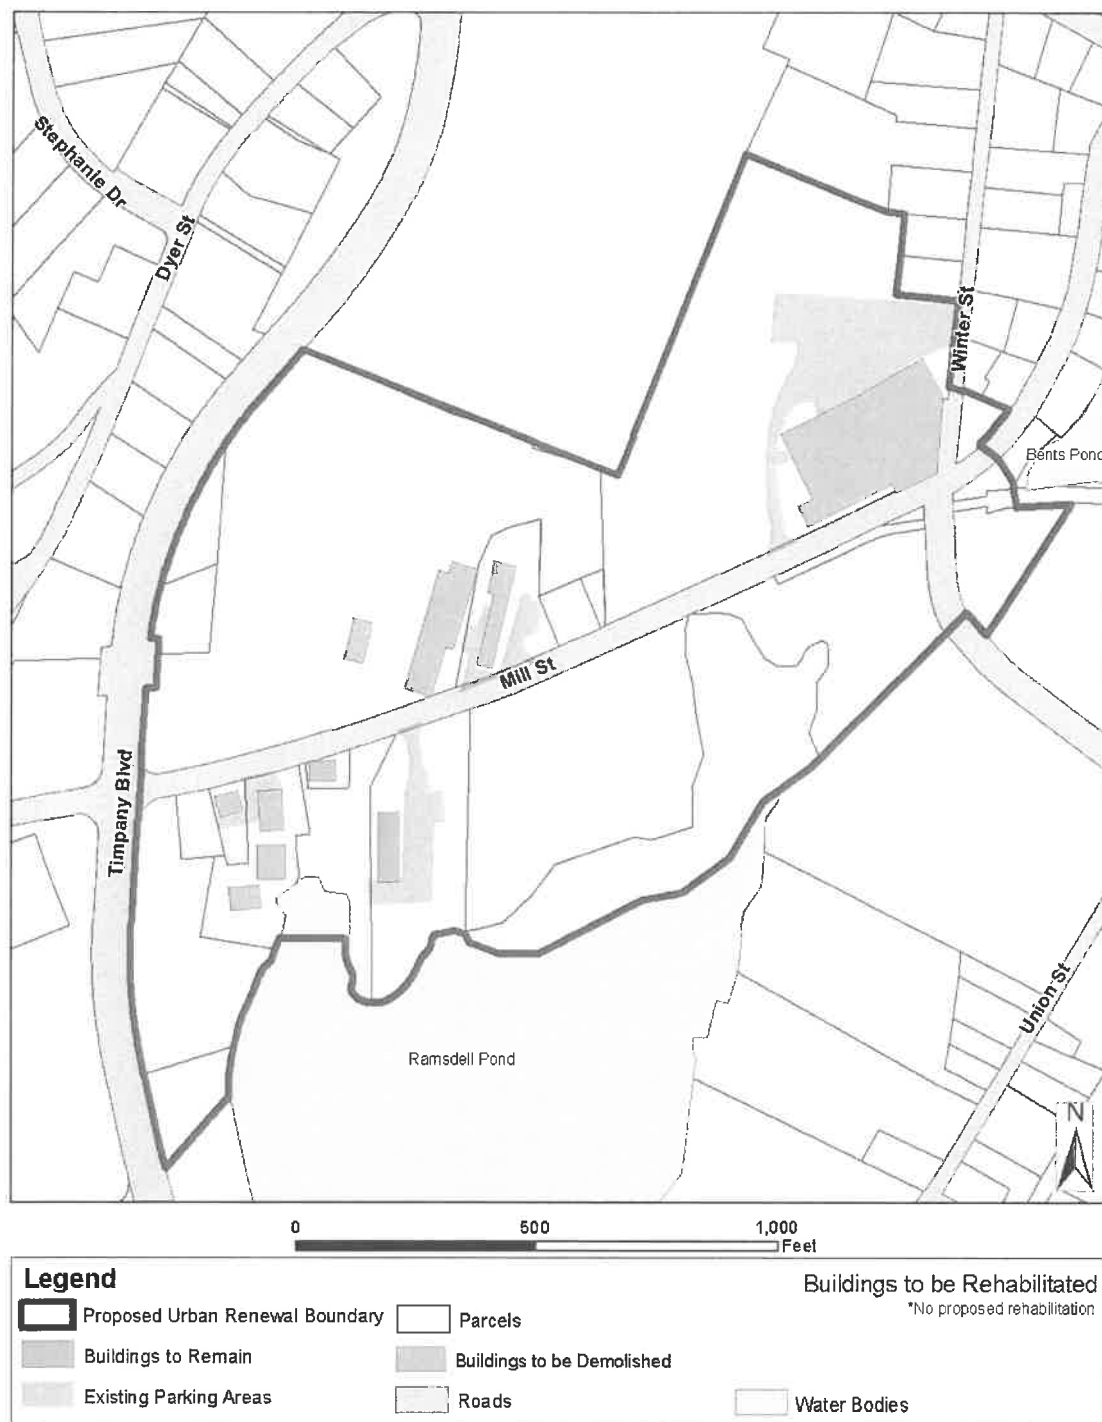 Stephanie Dr
Dyer St
Winter St
Bents Pond
Mill St
Timpany Blvd
Union St
Ramsdell Pond
N
0 500 1,000
Feet
Legend
Buildings to be Rehabilitated
*No proposed rehabilitation
Proposed Urban Renewal Boundary
Parcels
Buildings to Remain
Buildings to be Demolished
Existing Parking Areas
Roads
Water Bodies